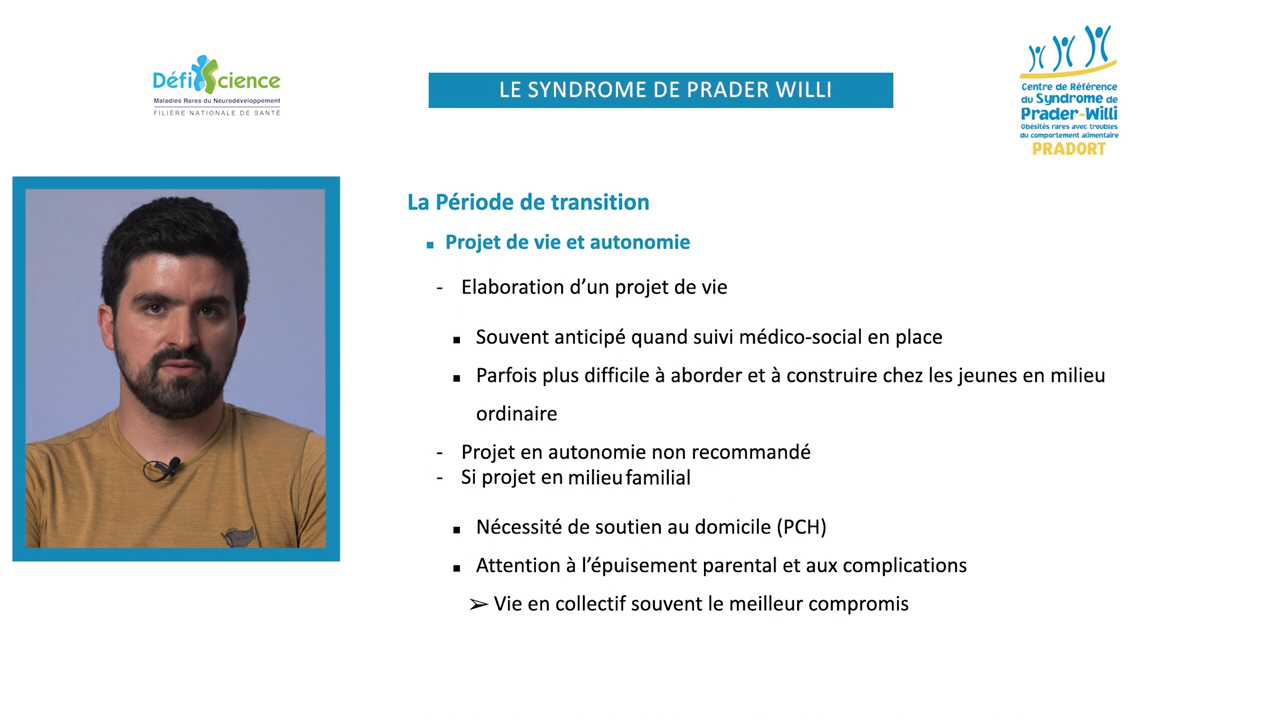 DéfiScience
Maladies Rares du Neurodéveloppement
FILIÈRE NATIONALE DE SANTÉ
LE SYNDROME DE PRADER WILLI
Centre de Référence
du Syndrome de
Prader-Willi
Obésités rares avec troubles
du comportement alimentaire
PRADORT
La Période de transition
▪ Projet de vie et autonomie
- Elaboration d’un projet de vie
▪ Souvent anticipé quand suivi médico-social en place
▪ Parfois plus difficile à aborder et à construire chez les jeunes en milieu
ordinaire
- Projet en autonomie non recommandé
- Si projet en milieu familial
▪ Nécessité de soutien au domicile (PCH)
▪ Attention à l’épuisement parental et aux complications
➢ Vie en collectif souvent le meilleur compromis